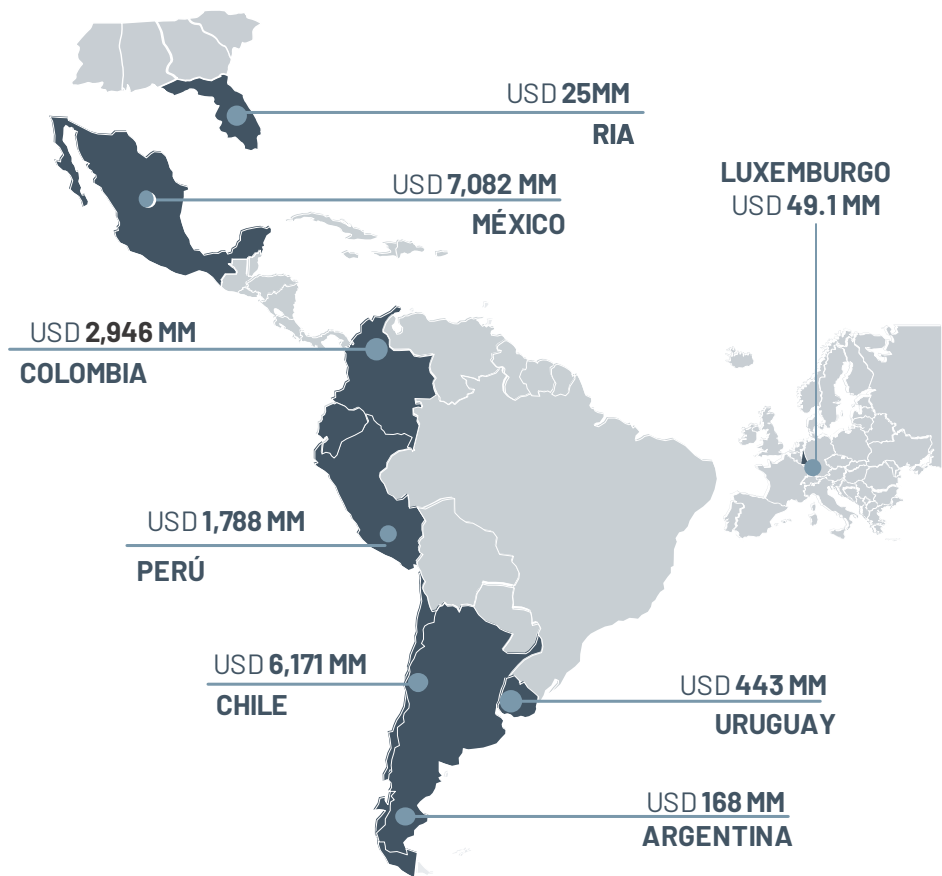 USD 25MM
RIA
USD 7,082 MM
MÉXICO
LUXEMBURGO
USD 49.1 MM
USD 2,946 MM
COLOMBIA
USD 1,788 MM
PERÚ
USD 6,171 MM
CHILE
USD 443 MM
URUGUAY
USD 168 MM
ARGENTINA